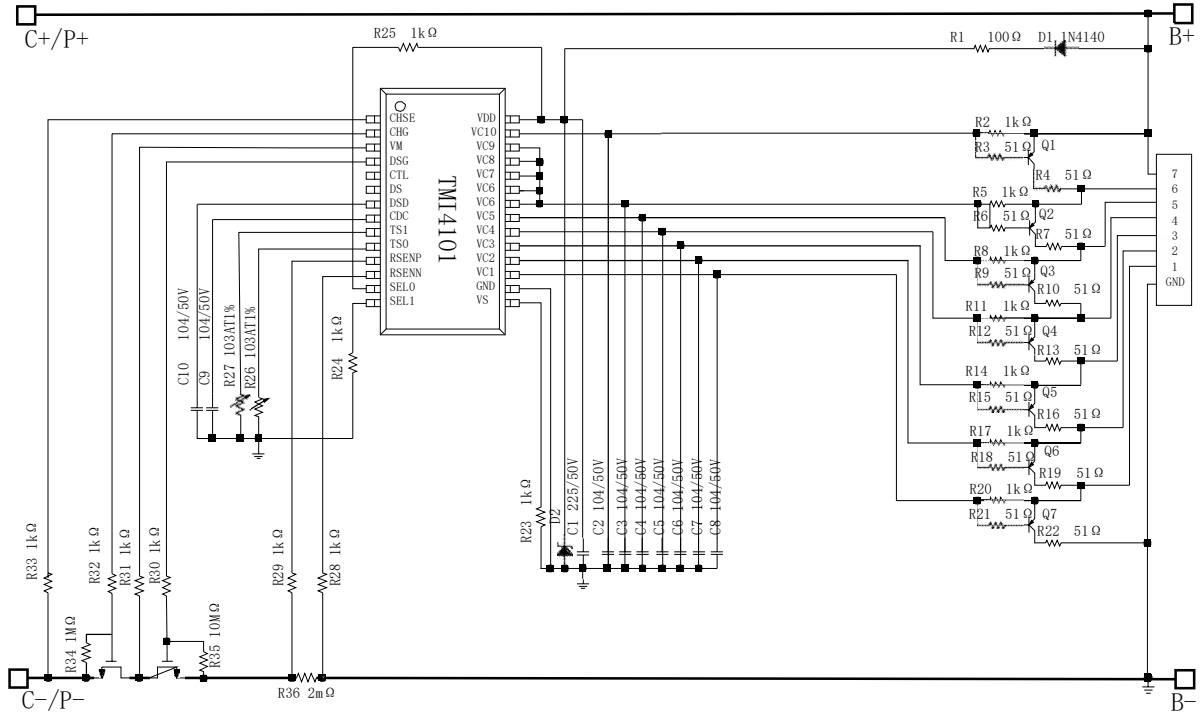 C+/P+
B+
R25 1kΩ
R1 100Ω D1 1N4140
TMI4101
CHSE
CHG
VM
DSG
CTL
DS
DSD
CDC
TS1
TS0
RSENP
RSENN
SEL0
SEL1
VDD
VC10
VC9
VC8
VC7
VC6
VC6
VC5
VC4
VC3
VC2
VC1
GND
VS
R2 1kΩ
R3 51Ω Q1
R4 51Ω
R5 1kΩ
R6 51Ω Q2
R7 51Ω
R8 1kΩ
R9 51Ω Q3
R10 51Ω
R11 1kΩ
R12 51Ω Q4
R13 51Ω
R14 1kΩ
R15 51Ω Q5
R16 51Ω
R17 1kΩ
R18 51Ω Q6
R19 51Ω
R20 1kΩ
R21 51Ω Q7
R22 51Ω
7
6
5
4
3
2
1
GND
C10 104/50V
C9 104/50V
R27 103AT1%
R26 103AT1%
R24 1kΩ
R23 1kΩ
D2
C1 225/50V
C2 104/50V
C3 104/50V
C4 104/50V
C5 104/50V
C6 104/50V
C7 104/50V
C8 104/50V
R33 1kΩ
R32 1kΩ
R31 1kΩ
R30 1kΩ
R29 1kΩ
R28 1kΩ
R34 1MΩ
R35 10MΩ
R36 2mΩ
C-/P-
B-